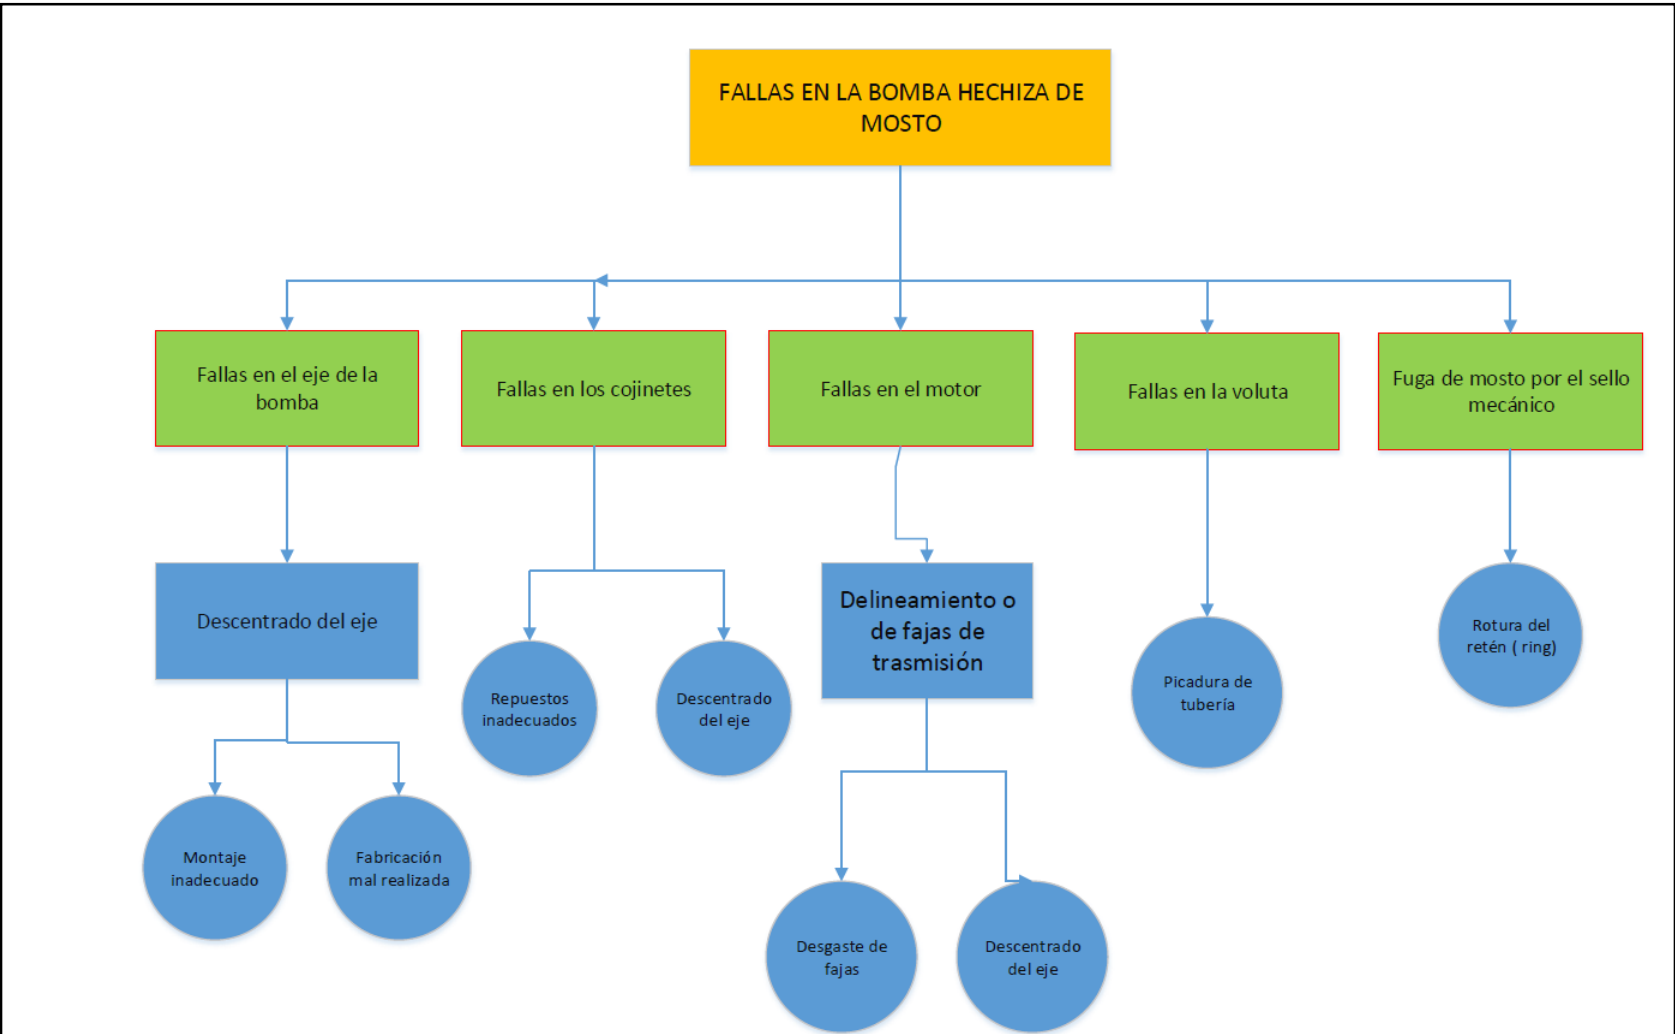 FALLAS EN LA BOMBA HECHIZA DE
MOSTO
Fallas en el eje de la
bomba
Fallas en los cojinetes
Fallas en el motor
Fallas en la voluta
Fuga de mosto por el sello
mecánico
Descentrado del eje
Delineamiento o
de fajas de
trasmisión
Rotura del
retén ( ring)
Repuestos
inadecuados
Descentrado
del eje
Picadura de
tubería
Montaje
inadecuado
Fabricación
mal realizada
Desgaste de
fajas
Descentrado
del eje